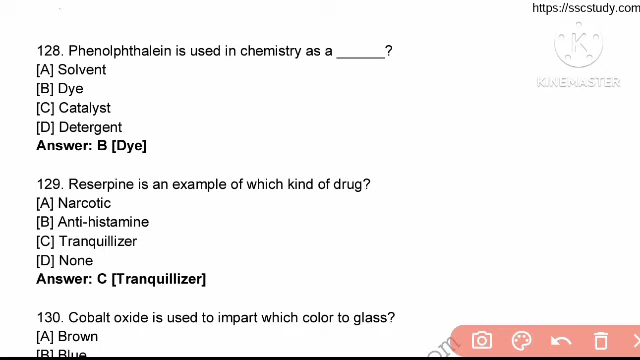 https://sscstudy.com/
128. Phenolphthalein is used in chemistry as a ______?
[A] Solvent
[B] Dye
[C] Catalyst
[D] Detergent
Answer: B [Dye]
K
KINEMASTER
129. Reserpine is an example of which kind of drug?
[A] Narcotic
[B] Anti-histamine
[C] Tranquillizer
[D] None
Answer: C [Tranquillizer]
130. Cobalt oxide is used to impart which color to glass?
[A] Brown
[B] Blue
om